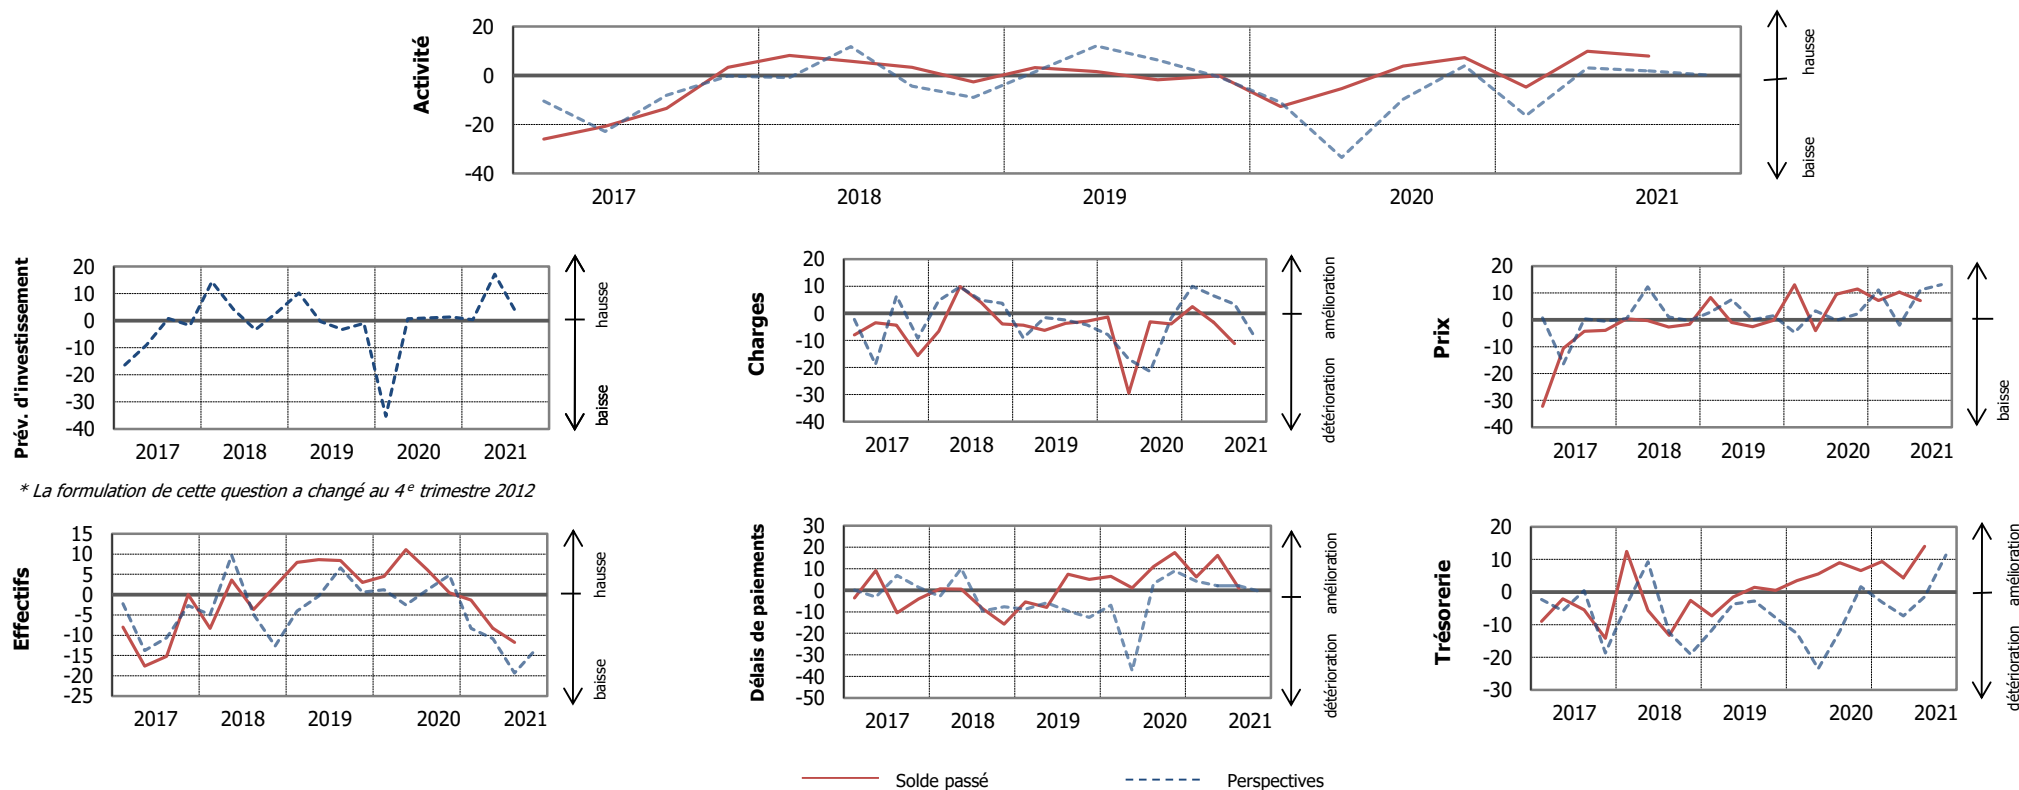 Activité
20
0
-20
-40
2017 2018 2019 2020 2021
hausse
baisse
Prév. d'investissement
20
10
0
-10
-20
-30
-40
2017 2018 2019 2020 2021
hausse
baisse
Charges
20
10
0
-10
-20
-30
-40
2017 2018 2019 2020 2021
amélioration
détérioration
Prix
20
10
0
-10
-20
-30
-40
2017 2018 2019 2020 2021
baisse
* La formulation de cette question a changé au 4e trimestre 2012
Effectifs
15
10
5
0
-5
-10
-15
-20
-25
2017 2018 2019 2020 2021
hausse
baisse
Délais de paiements
30
20
10
0
-10
-20
-30
-40
-50
2017 2018 2019 2020 2021
amélioration
détérioration
Trésorerie
20
10
0
-10
-20
-30
2017 2018 2019 2020 2021
amélioration
détérioration
Solde passé Perspectives